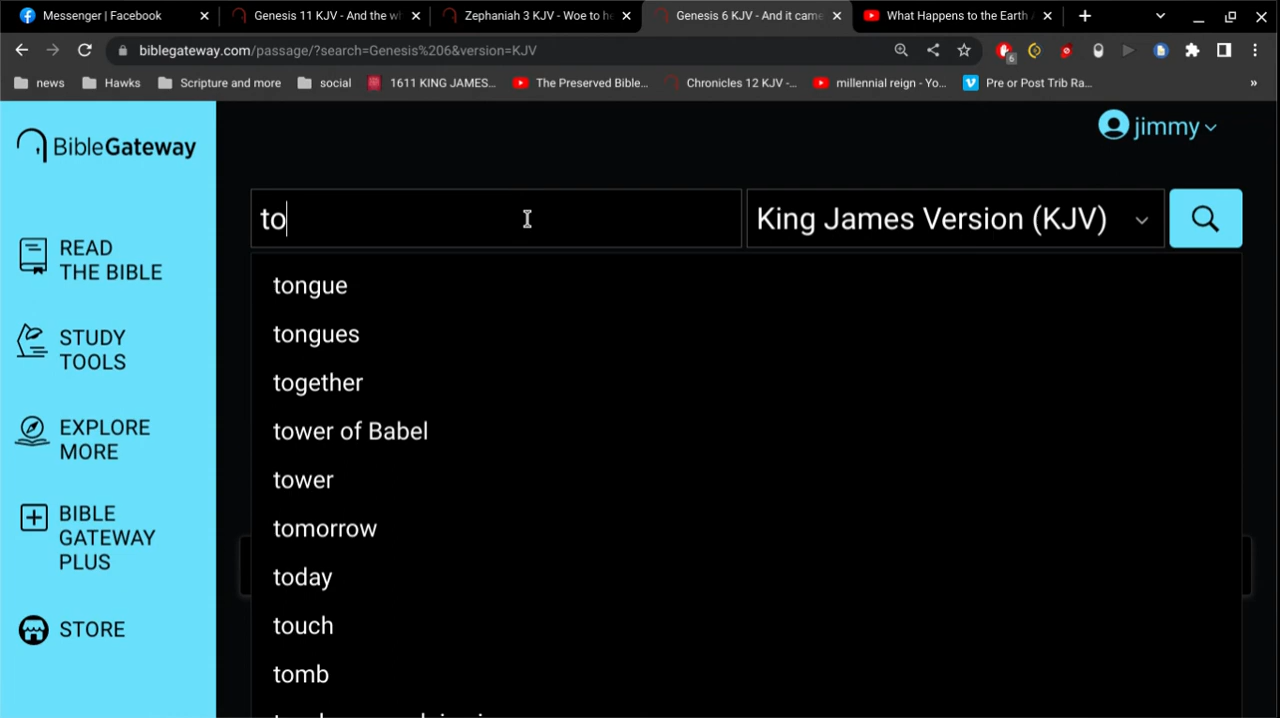 Messenger | Facebook
Genesis 11 KJV - And the wh
Zephaniah 3 KJV - Woe to he
Genesis 6 KJV - And it came
What Happens to the Earth
biblegateway.com/passage/?search=Genesis%206&version=KJV
6
news
Hawks
Scripture and more
social
1611 KING JAMES...
The Preserved Bible...
Chronicles 12 KJV -...
millennial reign - Yo...
Pre or Post Trib Ra...
»
BibleGateway
jimmy
to
King James Version (KJV)
READ
THE BIBLE
STUDY
TOOLS
EXPLORE
MORE
BIBLE
GATEWAY
PLUS
STORE
tongue
tongues
together
tower of Babel
tower
tomorrow
today
touch
tomb